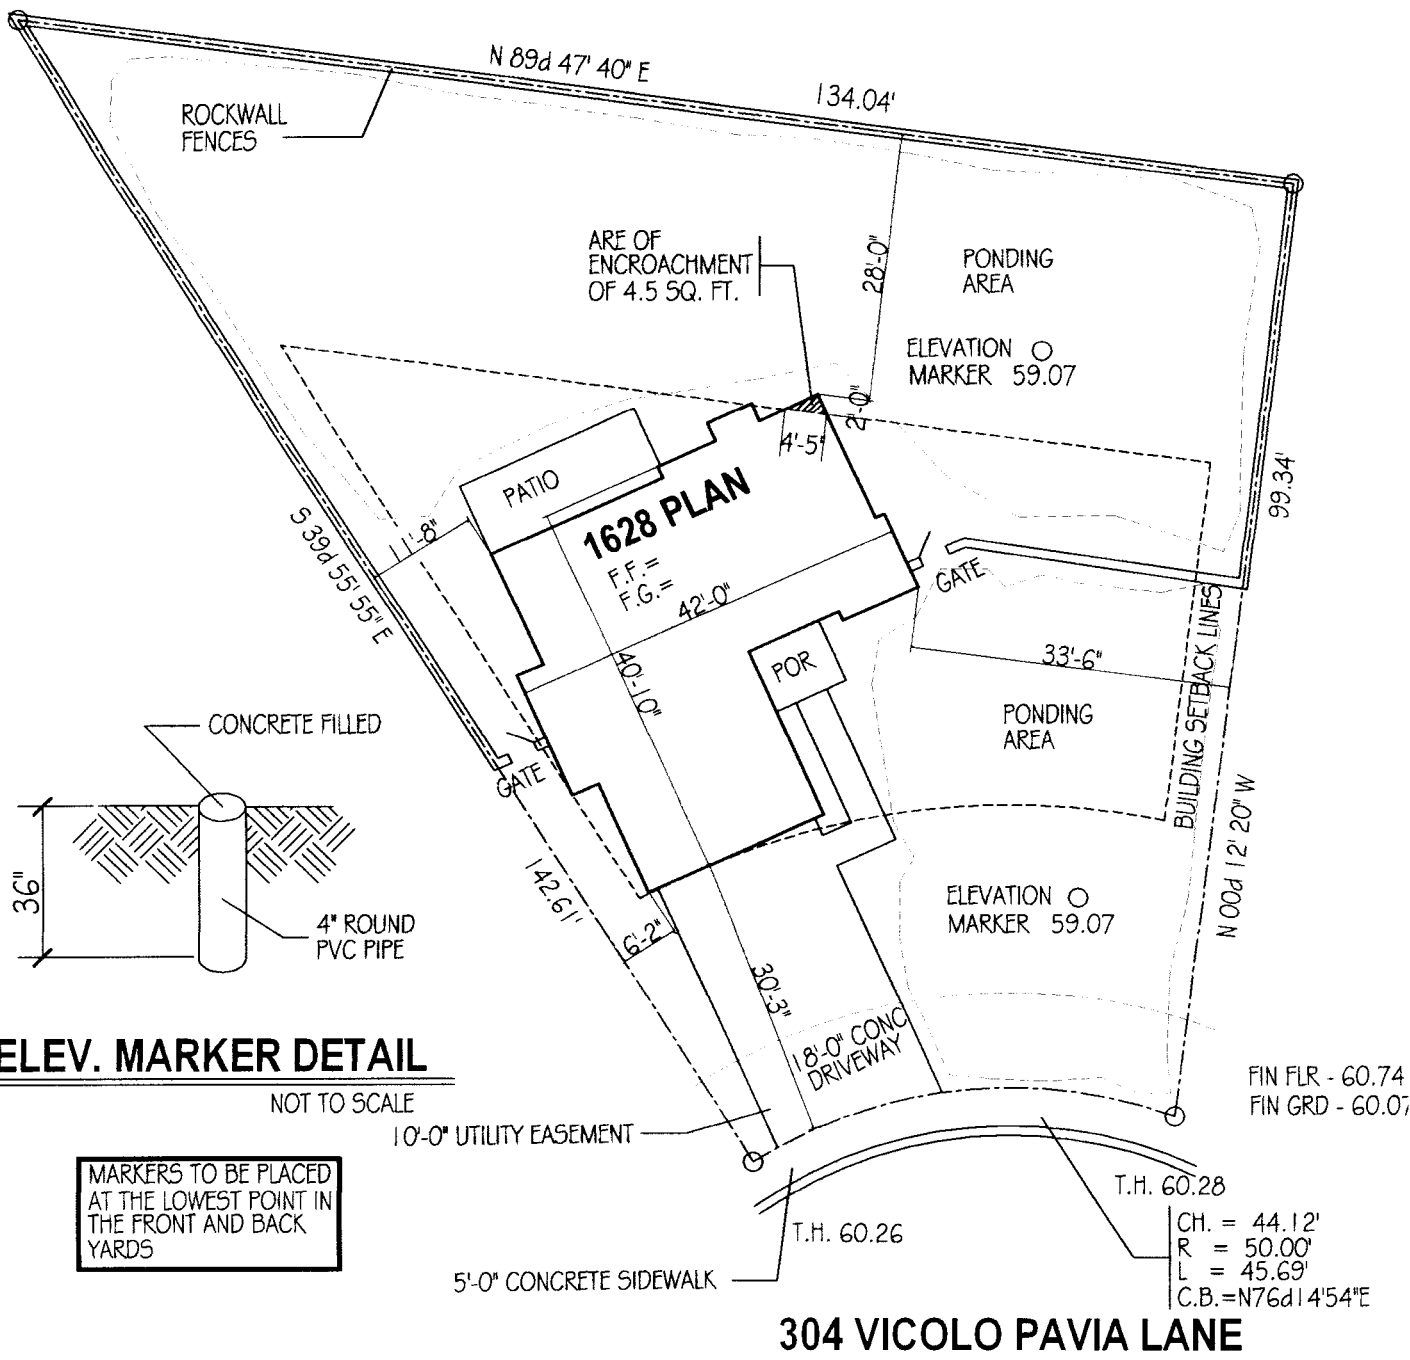 N 89d 47' 40" E
134.04'
ROCKWALL
FENCES
ARE OF
ENCROACHMENT
OF 4.5 SQ. FT.
28'-0"
PONDING
AREA
ELEVATION
MARKER 59.07
2'-0"
4'-5"
99.34'
PATIO
1628 PLAN
F.F. =
F.G. =
42'-0"
40'-10"
S 39d 55' 55" E
11'-8"
GATE
POR
33'-6"
PONDING
AREA
BUILDING SETBACK LINES
N 00d 12' 20" W
CONCRETE FILLED
36"
4" ROUND
PVC PIPE
GATE
142.61'
6'-2"
30'-3"
ELEVATION
MARKER 59.07
18'-0" CONC
DRIVEWAY
ELEV. MARKER DETAIL
NOT TO SCALE
FIN FLR - 60.74
FIN GRD - 60.07
10'-0" UTILITY EASEMENT
MARKERS TO BE PLACED
AT THE LOWEST POINT IN
THE FRONT AND BACK
YARDS
T.H. 60.28
T.H. 60.26
CH. = 44.12'
R = 50.00'
L = 45.69'
C.B.=N76d14'54"E
5'-0" CONCRETE SIDEWALK
304 VICOLO PAVIA LANE